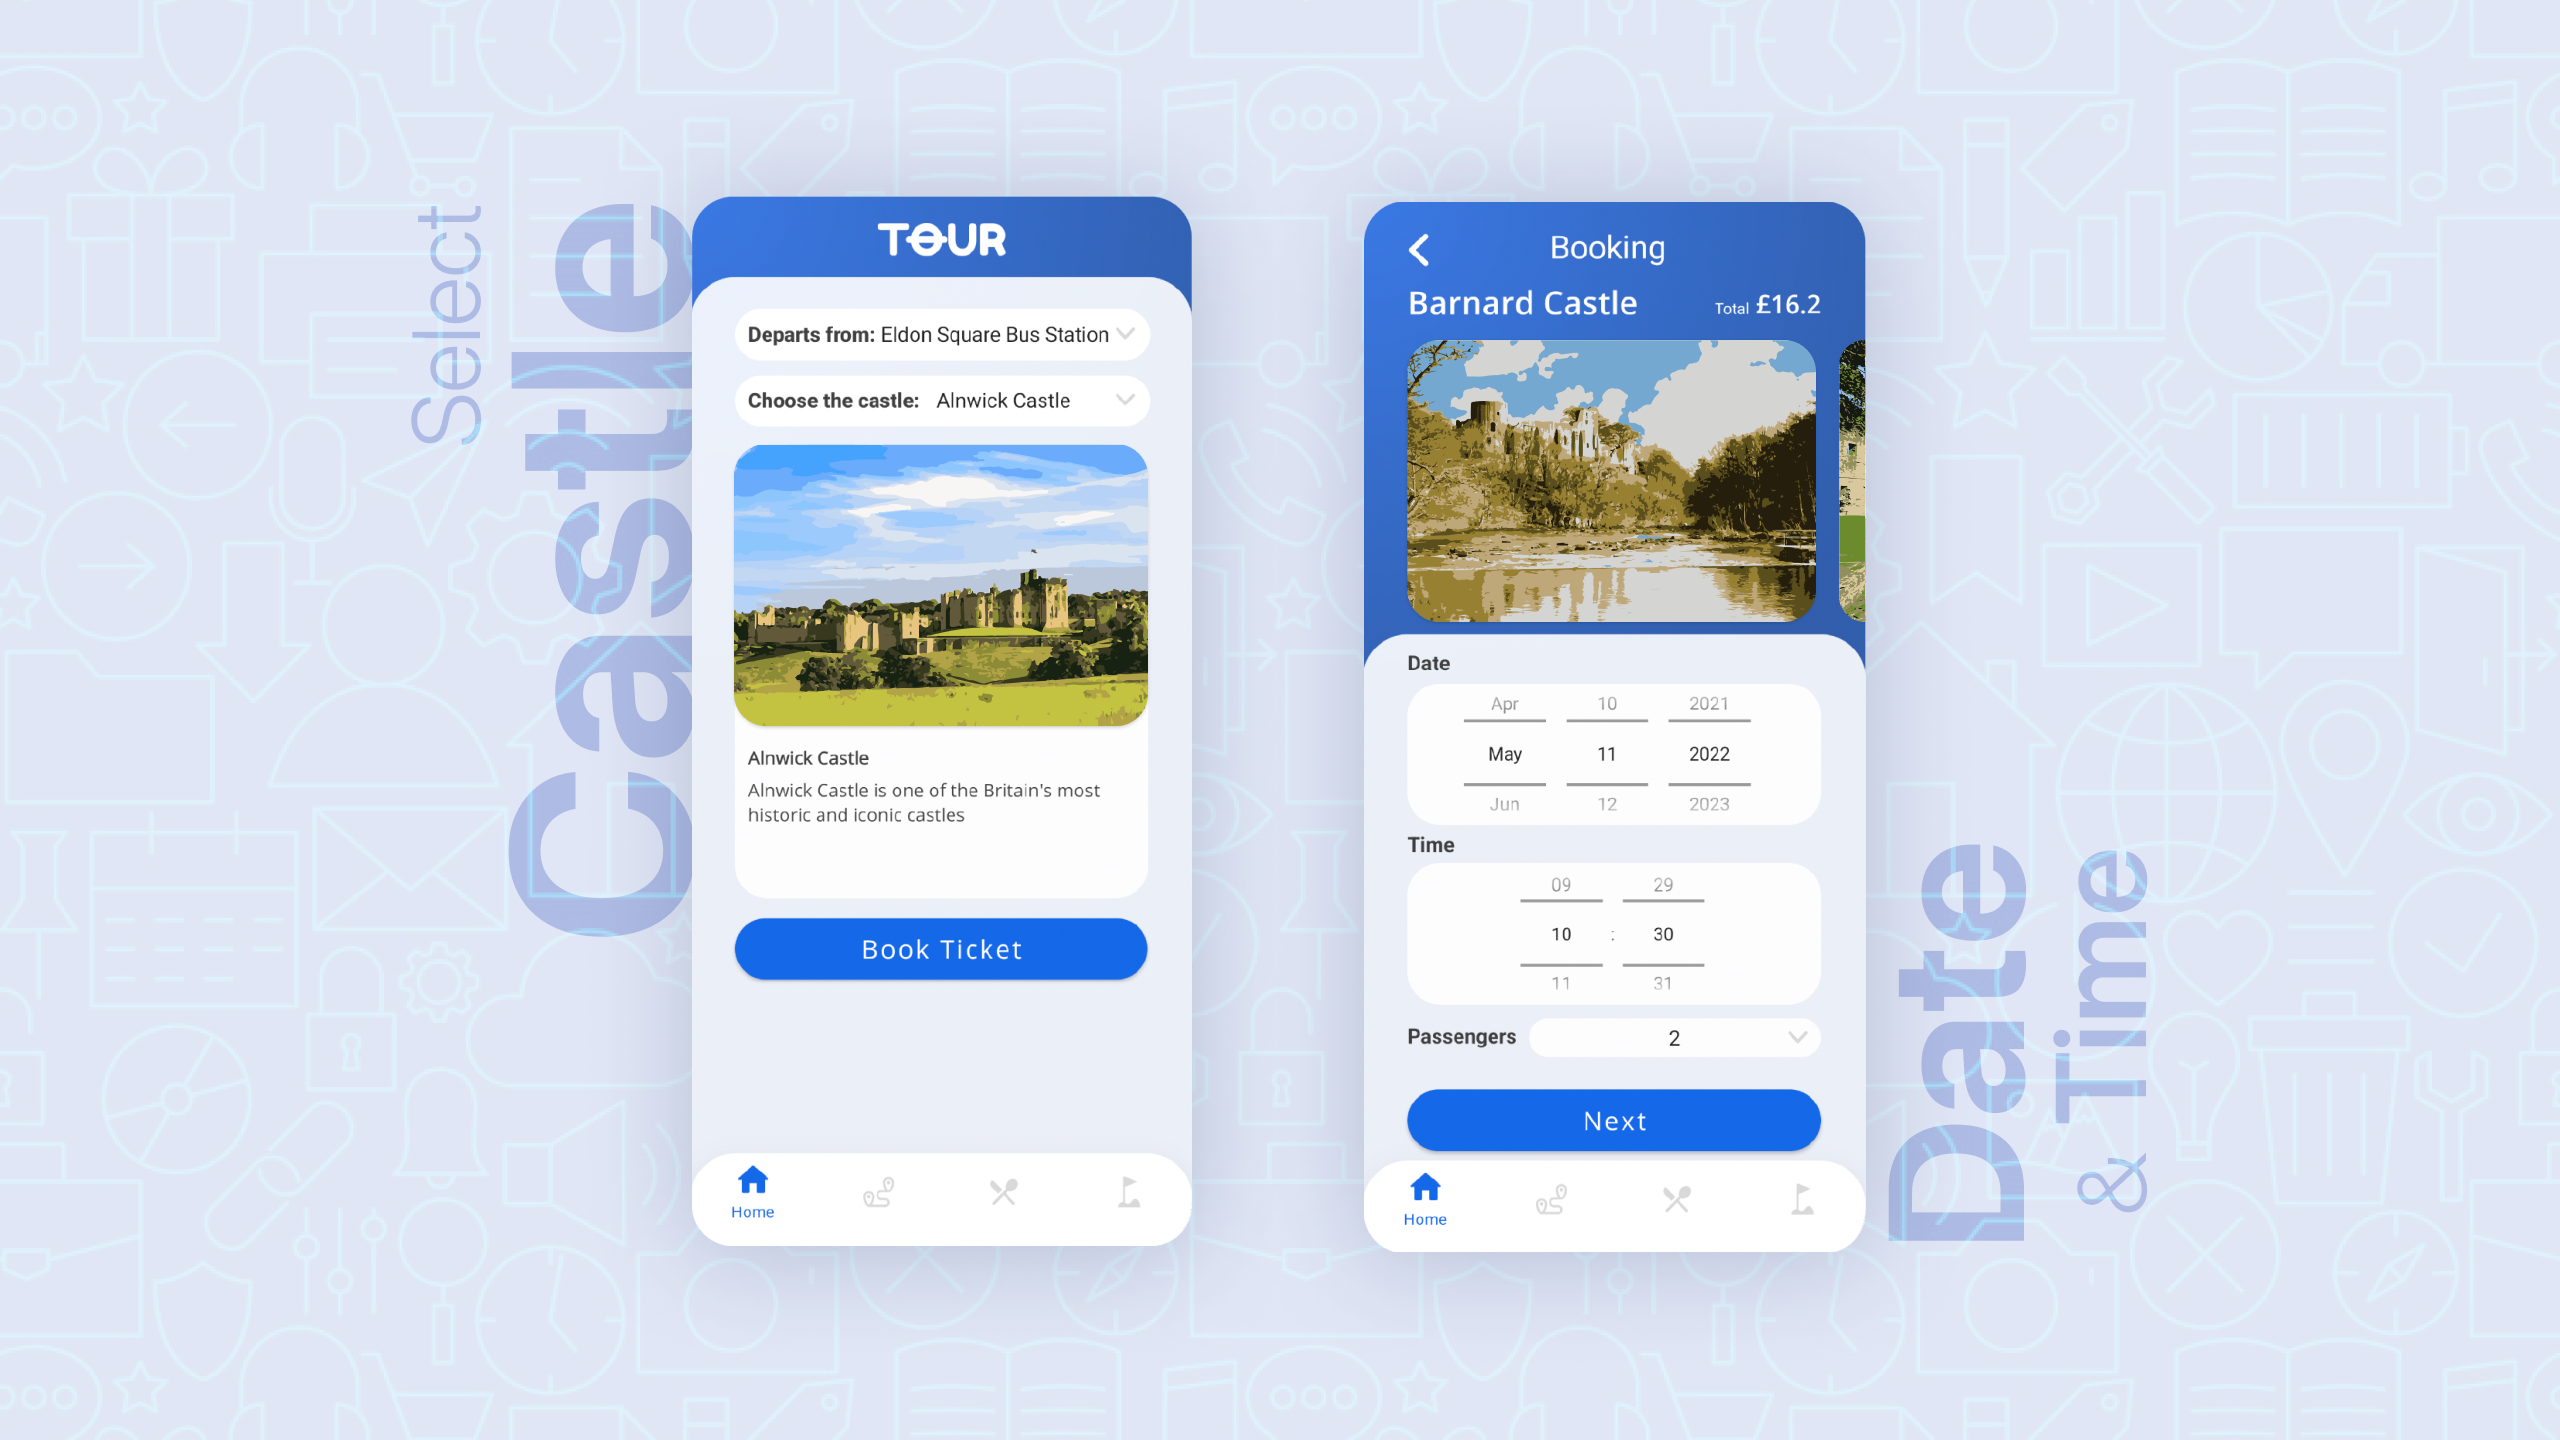 Select
Castle
TOUR
Departs from: Eldon Square Bus Station
Choose the castle: Alnwick Castle
Alnwick Castle
Alnwick Castle is one of the Britain's most
historic and iconic castles
Book Ticket
Home
Booking
Barnard Castle
Total £16.2
Date
Apr 10 2021
May 11 2022
Jun 12 2023
Time
09 29
10 : 30
11 31
Passengers 2
Next
Home
Date
& Time